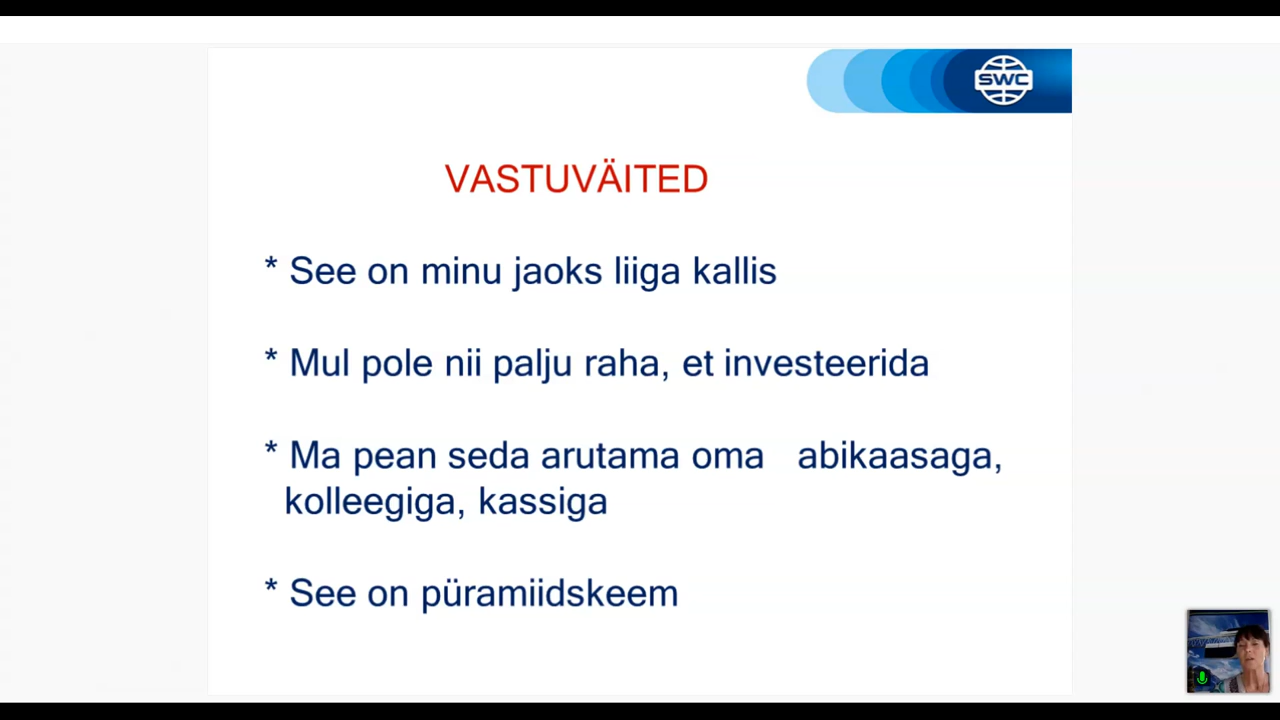 SWC
VASTUVÄITED
* See on minu jaoks liiga kallis
* Mul pole nii palju raha, et investeerida
* Ma pean seda arutama oma abikaasaga,
kolleegiga, kassiga
* See on püramiidskeem